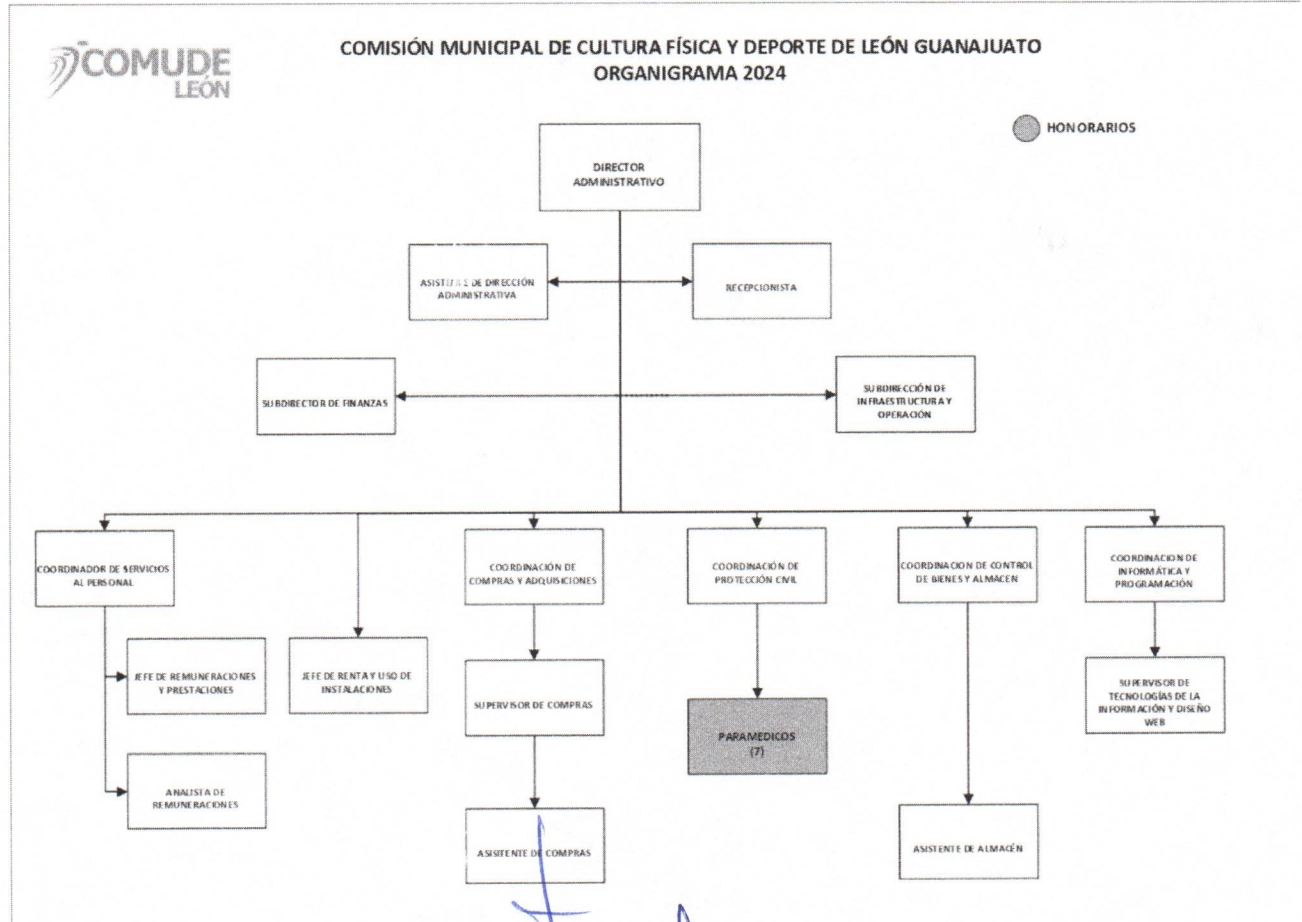 COMUDE
LEÓN
COMISIÓN MUNICIPAL DE CULTURA FÍSICA Y DEPORTE DE LEÓN GUANAJUATO
ORGANIGRAMA 2024
HONORARIOS
DIRECTOR
ADMINISTRATIVO
ASISTENTE DE DIRECCIÓN
ADMINISTRATIVA
RECEPCIONISTA
SUBDIRECTOR DE FINANZAS
SUBDIRECCIÓN DE
INFRAESTRUCTURA Y
OPERACIÓN
COORDINADOR DE SERVICIOS
AL PERSONAL
COORDINACIÓN DE
COMPRAS Y ADQUISICIONES
COORDINACIÓN DE
PROTECCIÓN CIVIL
COORDINACION DE CONTROL
DE BIENES Y ALMACEN
COORDINACION DE
INFORMÁTICA Y
PROGRAMACIÓN
JEFE DE REMUNERACIONES
Y PRESTACIONES
JEFE DE RENTA Y USO DE
INSTALACIONES
SUPERVISOR DE COMPRAS
PARAMEDICOS
(7)
SUPERVISOR DE
TECNOLOGÍAS DE LA
INFORMACIÓN Y DISEÑO
WEB
ANALISTA DE
REMUNERACIONES
ASISITENTE DE COMPRAS
ASISTENTE DE ALMACÉN